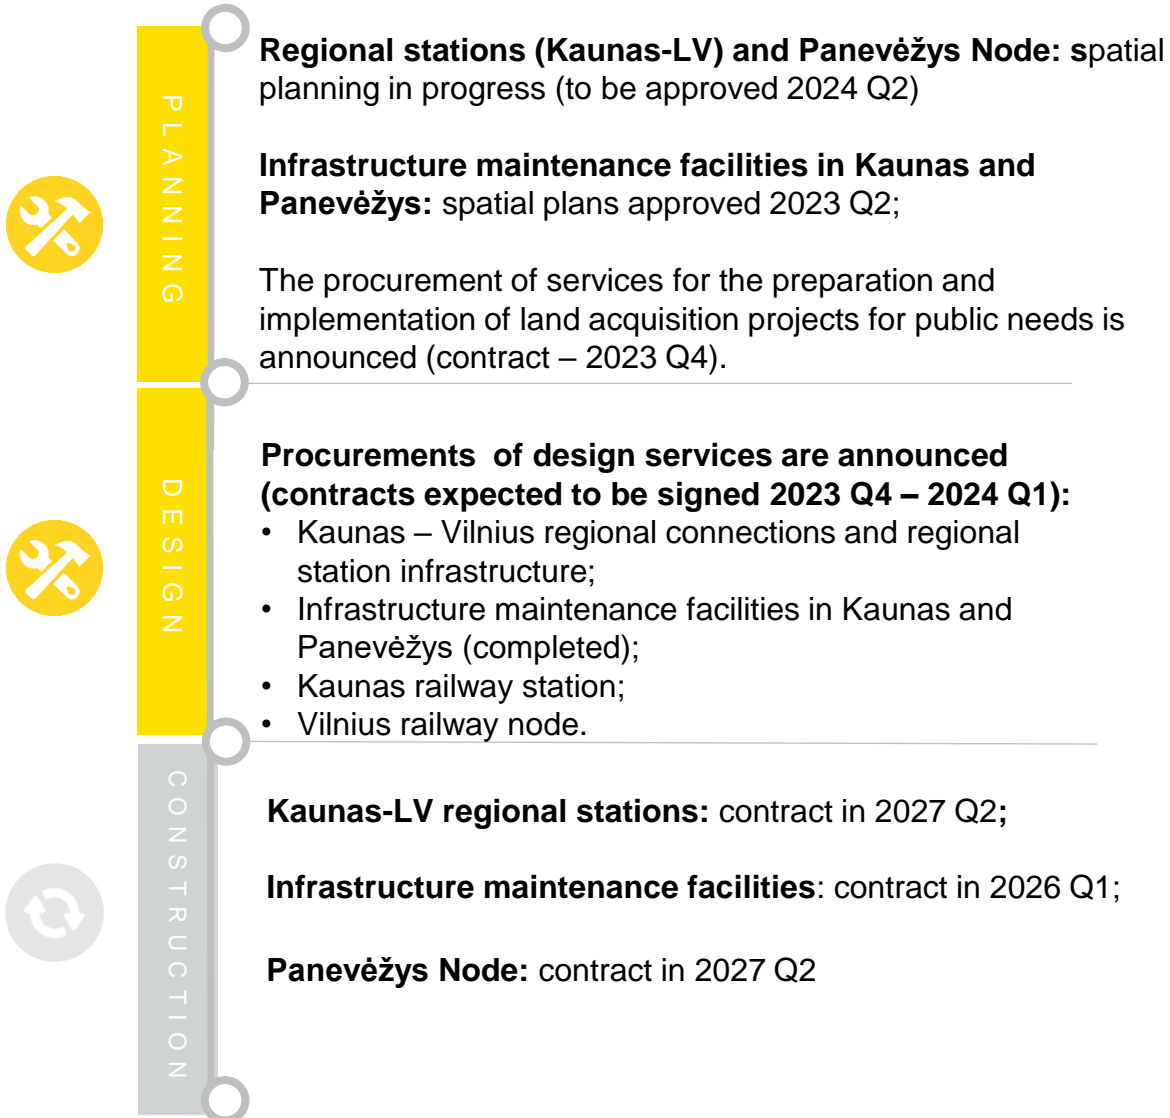 PLANNING
Regional stations (Kaunas-LV) and Panevėžys Node: spatial
planning in progress (to be approved 2024 Q2)
Infrastructure maintenance facilities in Kaunas and
Panevėžys: spatial plans approved 2023 Q2;
The procurement of services for the preparation and
implementation of land acquisition projects for public needs is
announced (contract – 2023 Q4).
DESIGN
Procurements of design services are announced
(contracts expected to be signed 2023 Q4 – 2024 Q1):
• Kaunas – Vilnius regional connections and regional
station infrastructure;
• Infrastructure maintenance facilities in Kaunas and
Panevėžys (completed);
• Kaunas railway station;
• Vilnius railway node.
CONSTRUCTION
Kaunas-LV regional stations: contract in 2027 Q2;
Infrastructure maintenance facilities: contract in 2026 Q1;
Panevėžys Node: contract in 2027 Q2